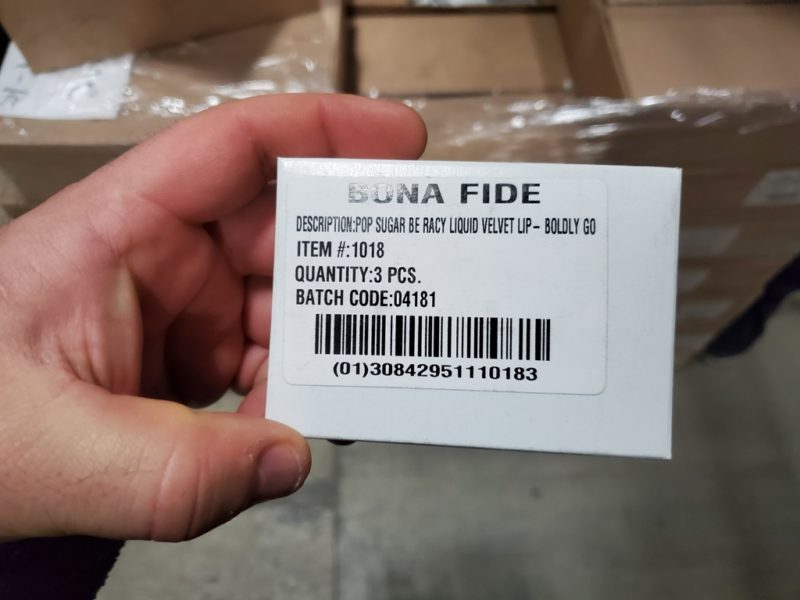 BONA FIDE
DESCRIPTION:POP SUGAR BE RACY LIQUID VELVET LIP- BOLDLY GO
ITEM #:1018
QUANTITY:3 PCS.
BATCH CODE:04181
(01)30842951110183